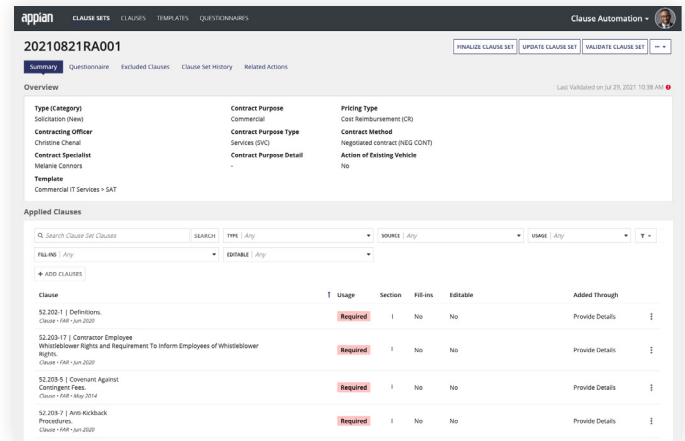 appian CLAUSE SETS CLAUSES TEMPLATES QUESTIONNAIRES Clause Automation
20210821RA001 FINALIZE CLAUSE SET UPDATE CLAUSE SET VALIDATE CLAUSE SET ...
Summary Questionnaire Excluded Clauses Clause Set History Related Actions
Overview Last Validated on Jul 29, 2021 10:38 AM
Type (Category) Contract Purpose Pricing Type
Solicitation (New) Commercial Cost Reimbursement (CR)
Contracting Officer Contract Purpose Type Contract Method
Christine Chenal Services (SVC) Negotiated contract (NEG CONT)
Contract Specialist Contract Purpose Detail Action of Existing Vehicle
Melanie Connors - No
Template
Commercial IT Services > SAT
Applied Clauses
Search Clause Set Clauses SEARCH TYPE | Any SOURCE | Any USAGE | Any
FILL-INS | Any EDITABLE | Any
+ ADD CLAUSES
Clause ↑ Usage Section Fill-ins Editable Added Through
52.202-1 | Definitions.
Clause • FAR • Jun 2020 Required I No No Provide Details
52.203-17 | Contractor Employee
Whistleblower Rights and Requirement To Inform Employees of Whistleblower Required I No No Provide Details
Rights.
Clause • FAR • Jun 2020
52.203-5 | Covenant Against
Contingent Fees. Required I No No Provide Details
Clause • FAR • May 2014
52.203-7 | Anti-Kickback
Procedures. Required I No No Provide Details
Clause • FAR • Jun 2020